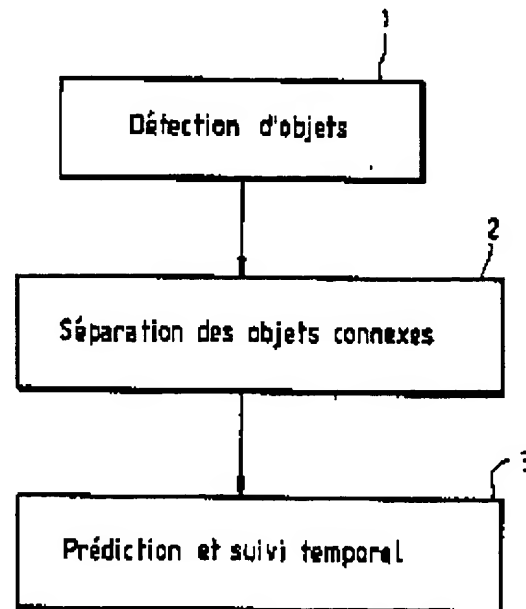 1
Détection d'objets
2
Séparation des objets connexes
3
Prédiction et suivi temporel